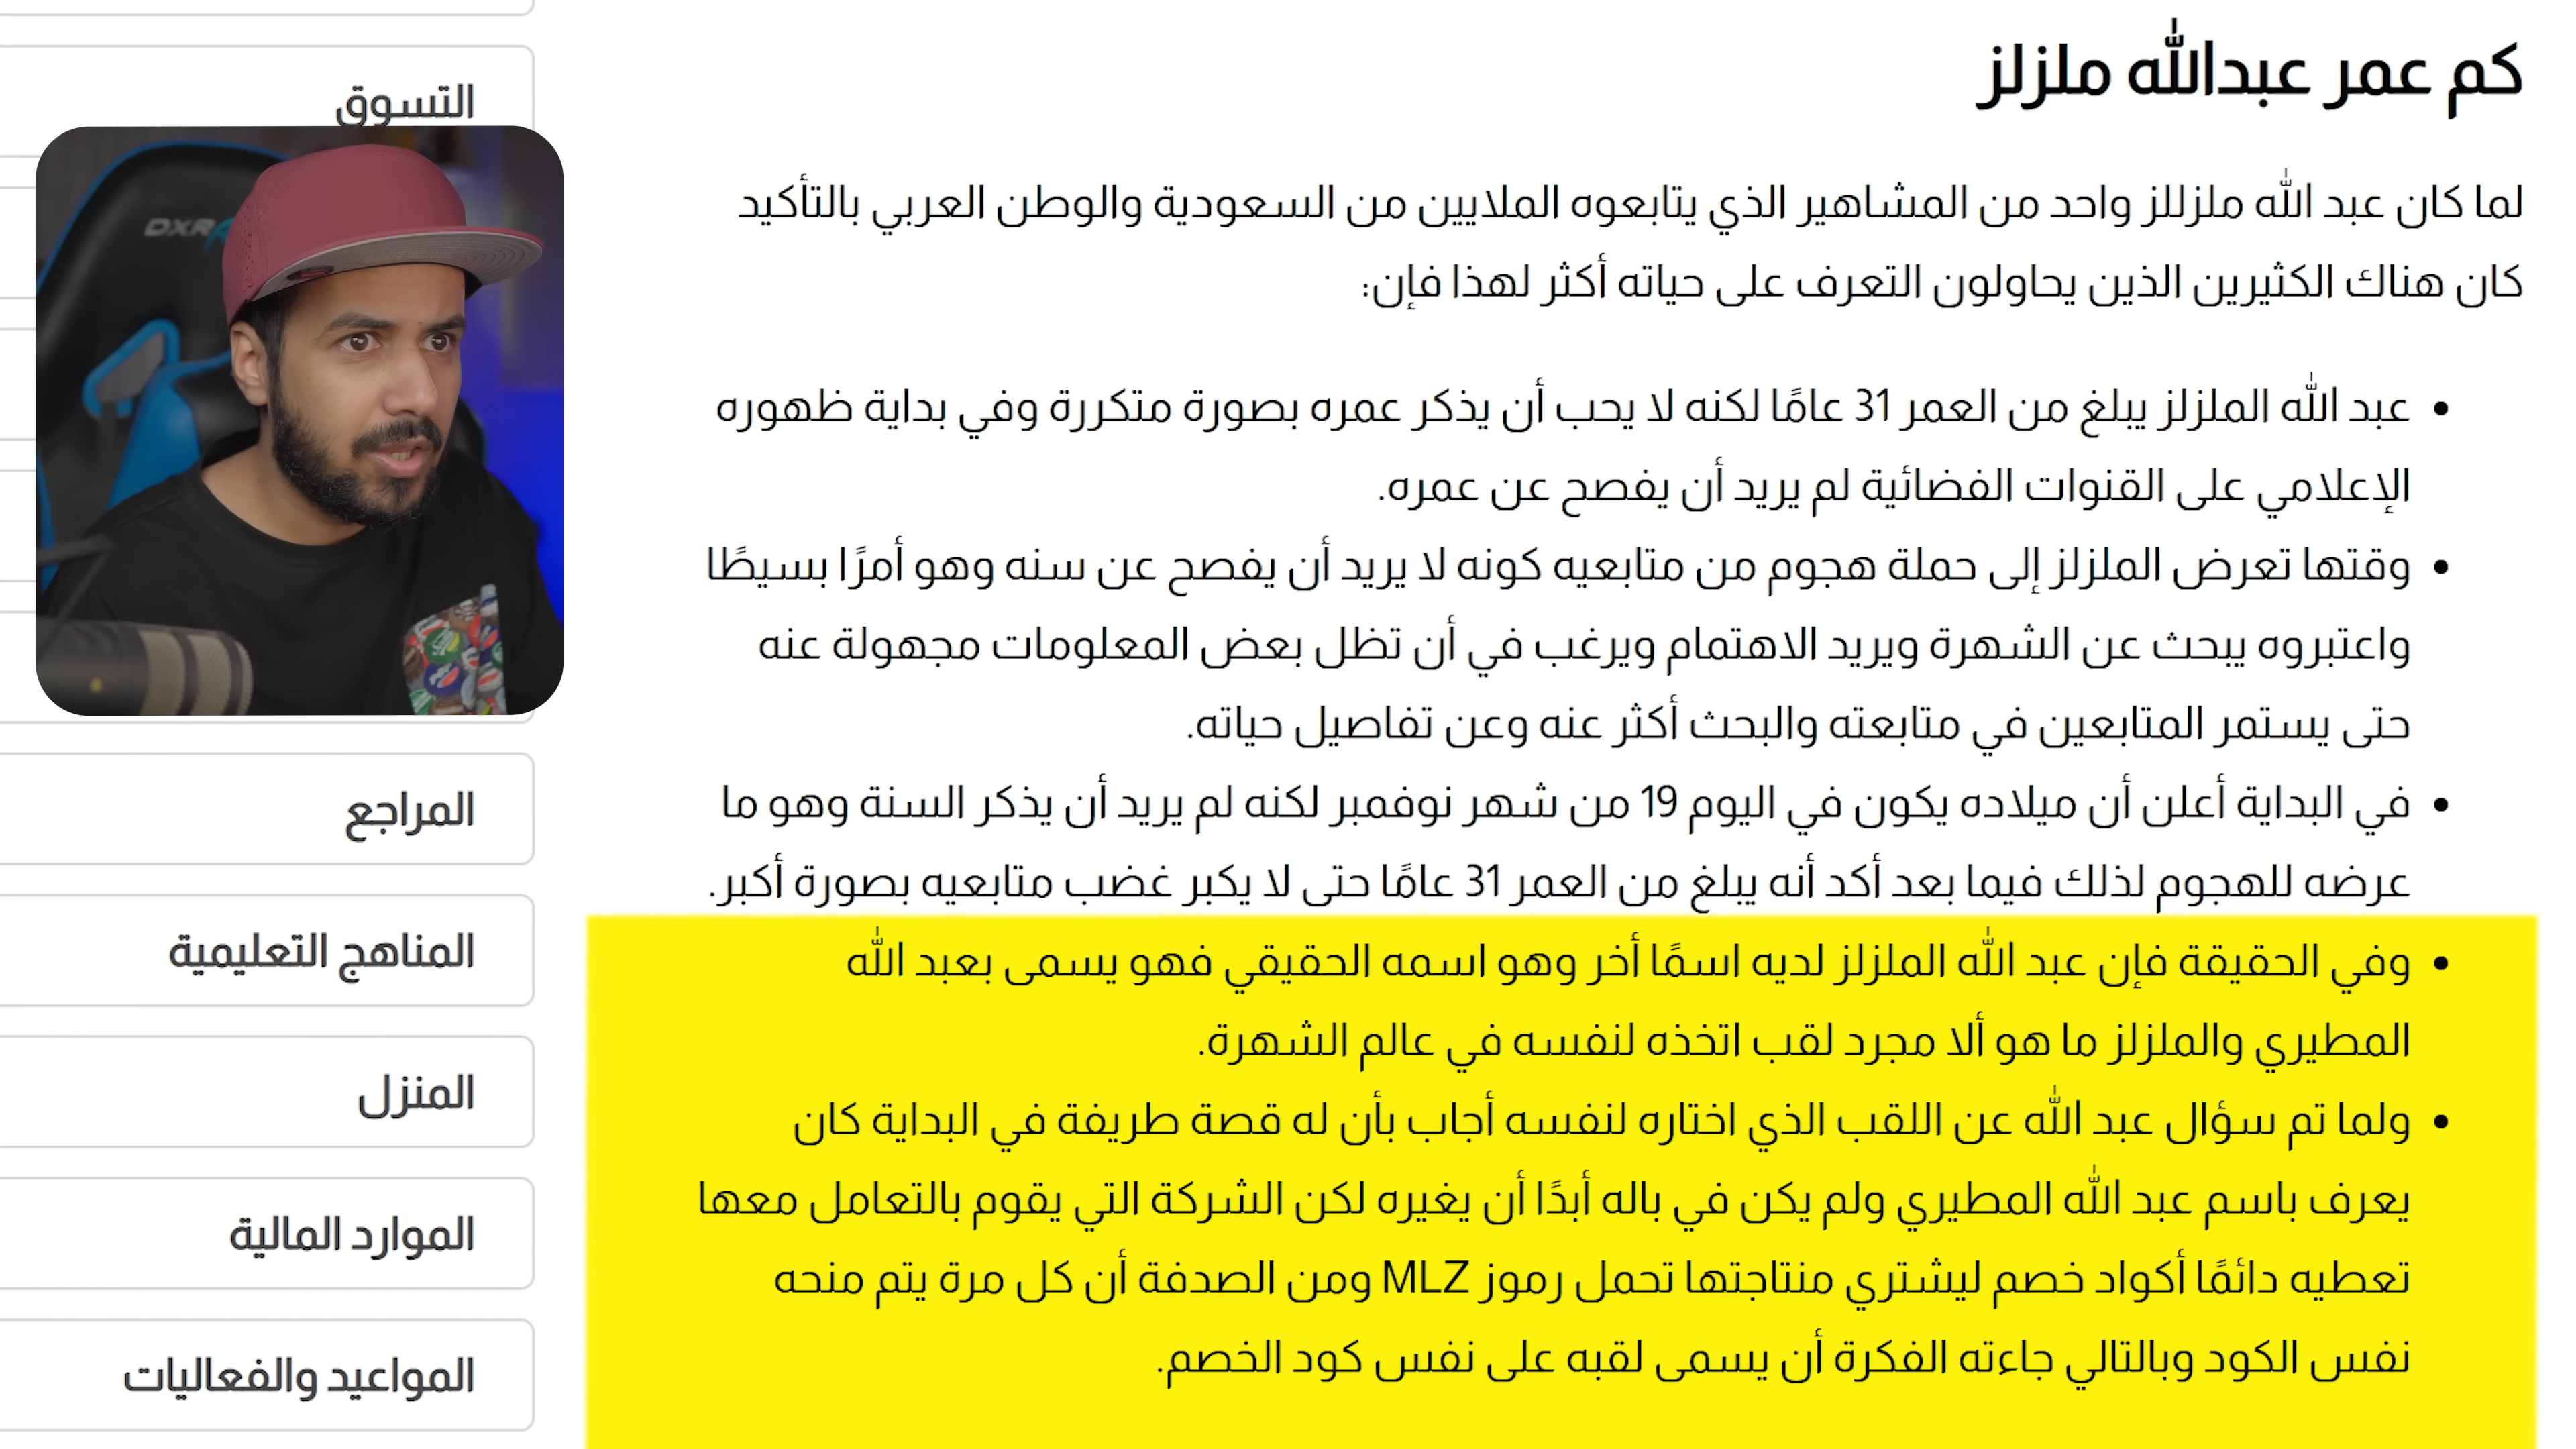 كم عمر عبدالله ملزلز
لما كان عبد الله ملزللز واحد من المشاهير الذي يتابعوه الملايين من السعودية والوطن العربي بالتأكيد
كان هناك الكثيرين الذين يحاولون التعرف على حياته أكثر لهذا فإن:
• عبد الله الملزلز يبلغ من العمر 31 عامًا لكنه لا يحب أن يذكر عمره بصورة متكررة وفي بداية ظهوره
الإعلامي على القنوات الفضائية لم يريد أن يفصح عن عمره.
• وقتها تعرض الملزلز إلى حملة هجوم من متابعيه كونه لا يريد أن يفصح عن سنه وهو أمرًا بسيطًا
واعتبروه يبحث عن الشهرة ويريد الاهتمام ويرغب في أن تظل بعض المعلومات مجهولة عنه
حتى يستمر المتابعين في متابعته والبحث أكثر عنه وعن تفاصيل حياته.
• في البداية أعلن أن ميلاده يكون في اليوم 19 من شهر نوفمبر لكنه لم يريد أن يذكر السنة وهو ما
عرضه للهجوم لذلك فيما بعد أكد أنه يبلغ من العمر 31 عامًا حتى لا يكبر غضب متابعيه بصورة أكبر.
• وفي الحقيقة فإن عبد الله الملزلز لديه اسمًا أخر وهو اسمه الحقيقي فهو يسمى بعبد الله
المطيري والملزلز ما هو ألا مجرد لقب اتخذه لنفسه في عالم الشهرة.
• ولما تم سؤال عبد الله عن اللقب الذي اختاره لنفسه أجاب بأن له قصة طريفة في البداية كان
يعرف باسم عبد الله المطيري ولم يكن في باله أبدًا أن يغيره لكن الشركة التي يقوم بالتعامل معها
تعطيه دائمًا أكواد خصم ليشتري منتاجتها تحمل رموز MLZ ومن الصدفة أن كل مرة يتم منحه
نفس الكود وبالتالي جاءته الفكرة أن يسمى لقبه على نفس كود الخصم.
التسوق
المراجع
المناهج التعليمية
المنزل
الموارد المالية
المواعيد والفعاليات